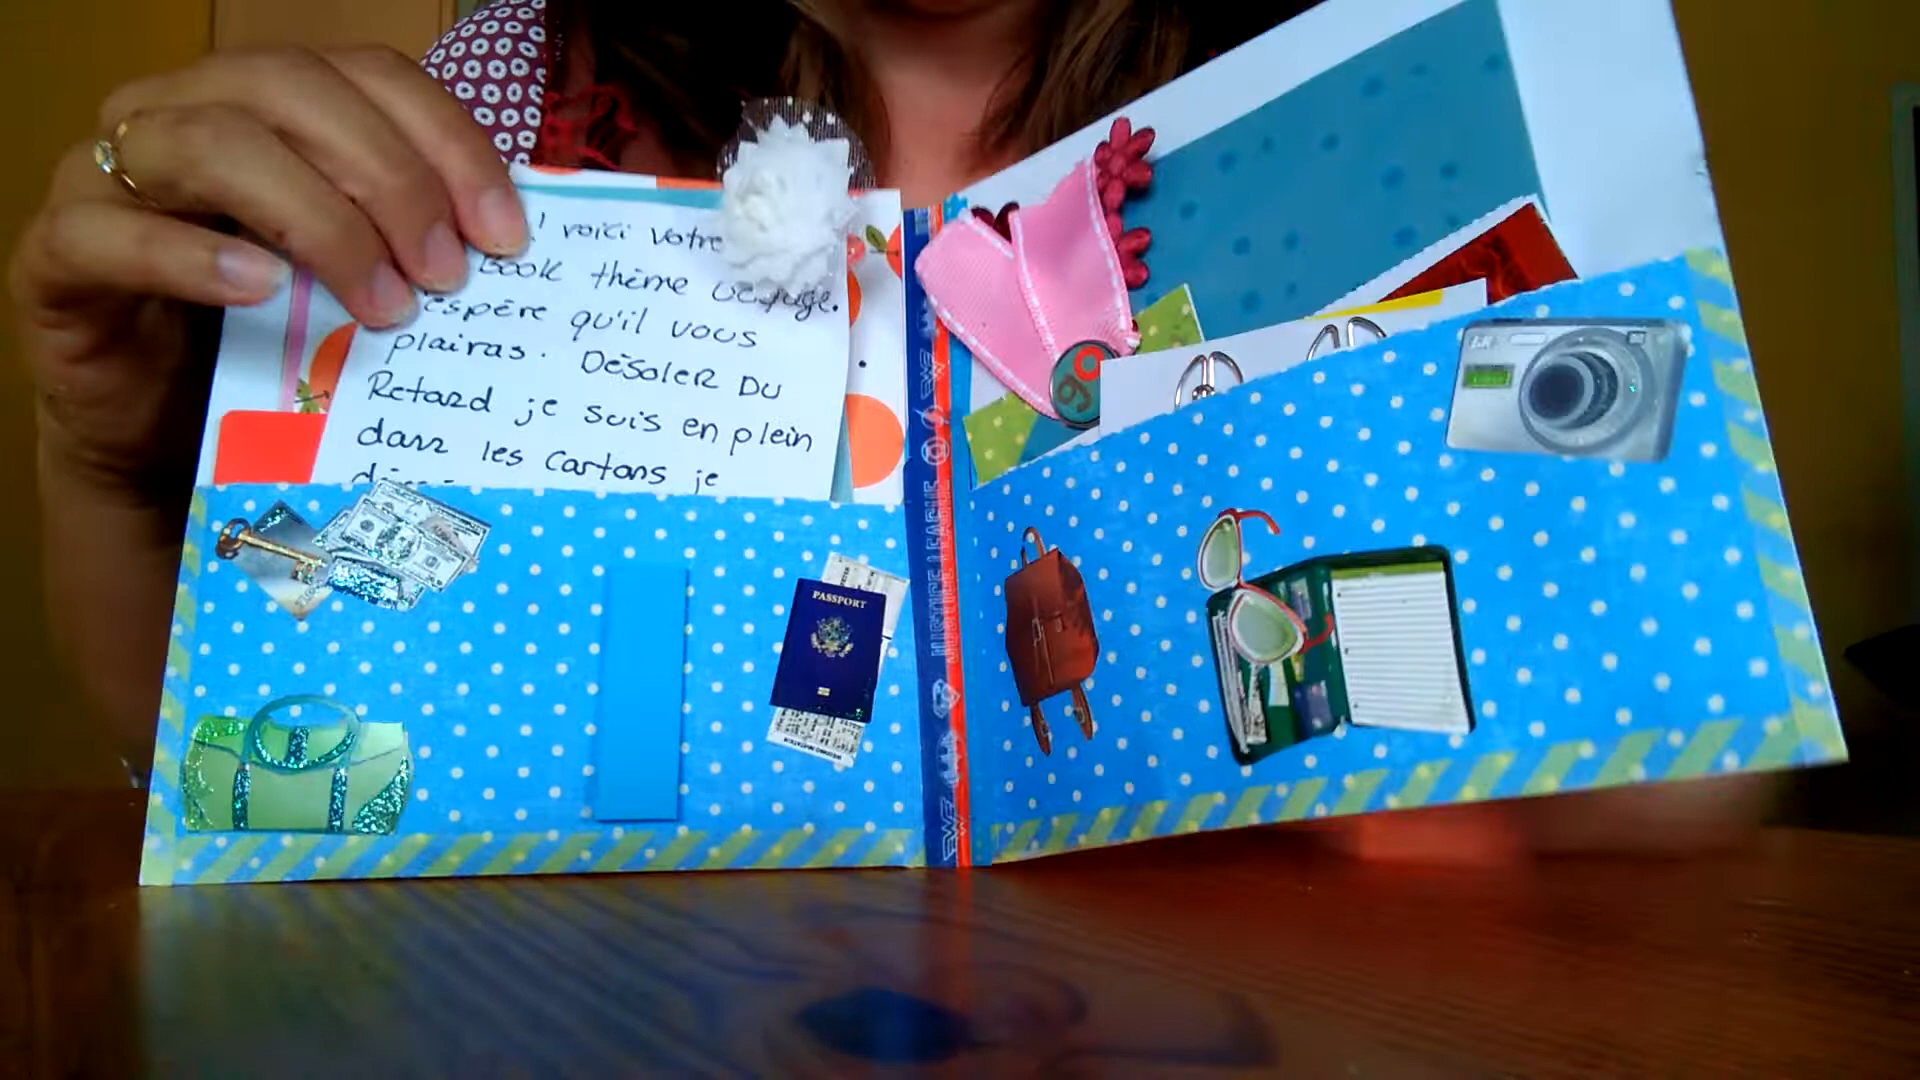 ! voici votre
Book thème voyage.
espère qu'il vous
plairas. Désoler du
Retard je suis en plein
dans les cartons je
PASSPORT
JUSTICE LEAGUE